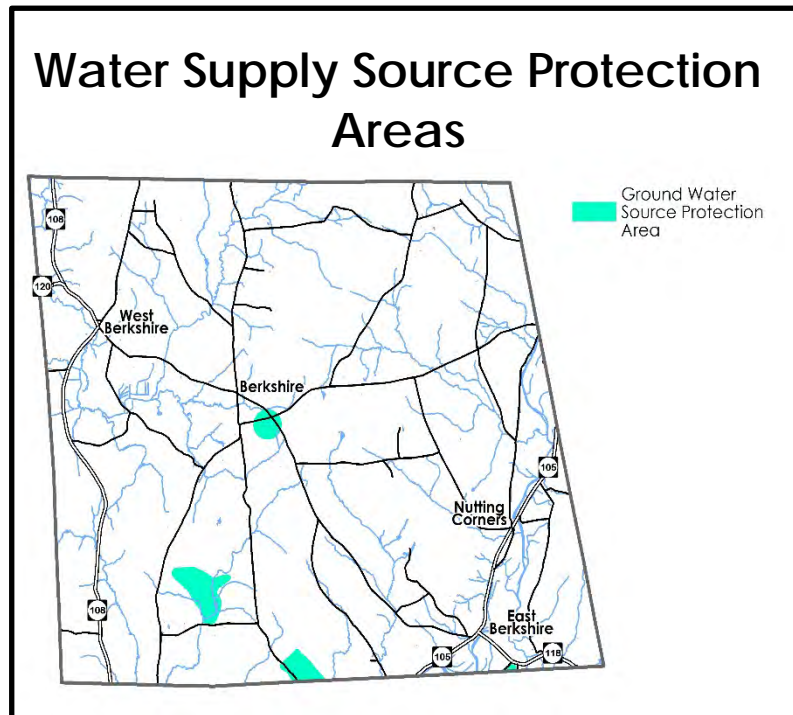 Water Supply Source Protection
Areas
Ground Water
Source Protection
Area
108
120
West
Berkshire
Berkshire
105
Nutting
Corners
108
East
Berkshire
105
118